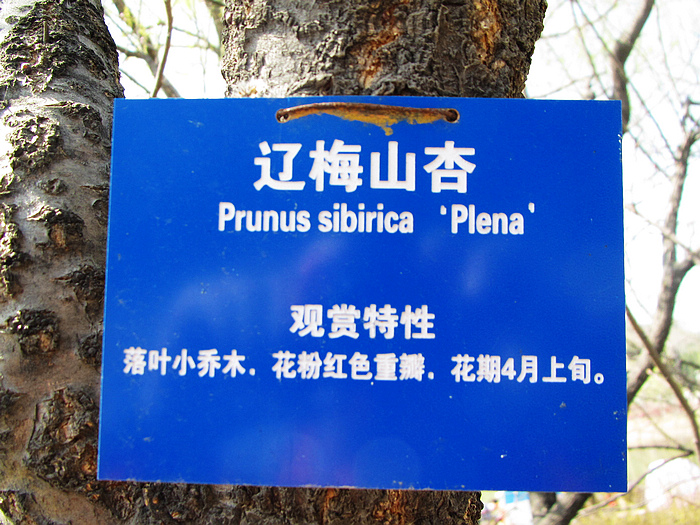 辽梅山杏
Prunus sibirica ‘Plena’
观赏特性
落叶小乔木．花粉红色重瓣．花期4月上旬。